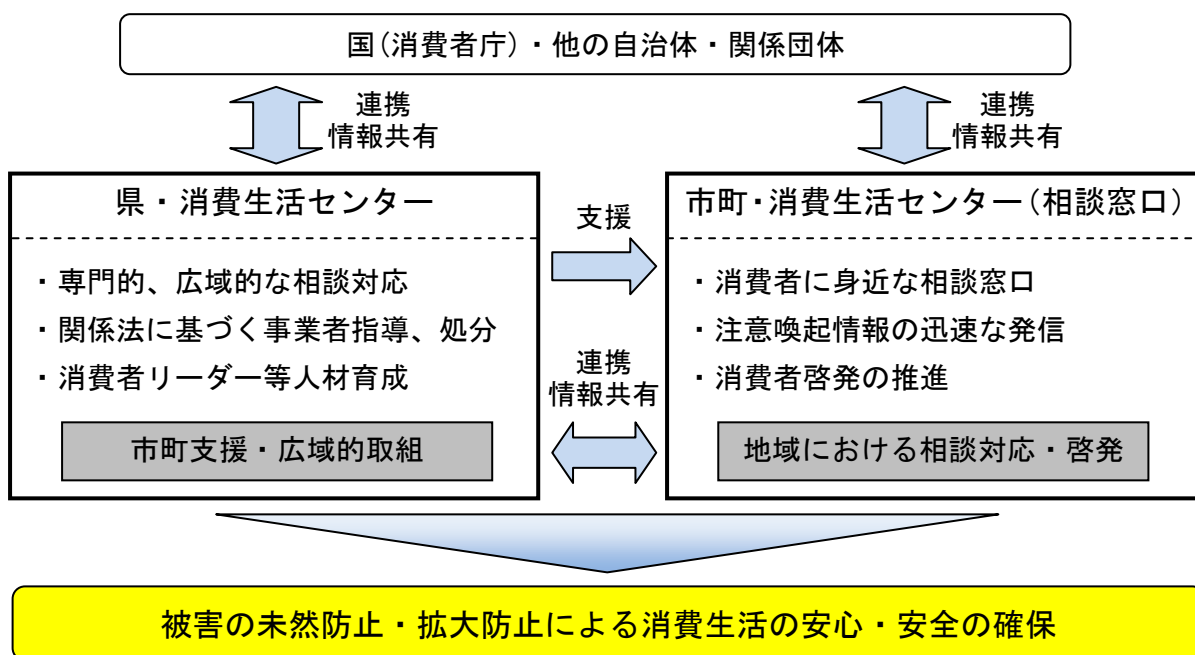 国(消費者庁)・他の自治体・関係団体
連携
情報共有
連携
情報共有
県・消費生活センター
・専門的、広域的な相談対応
・関係法に基づく事業者指導、処分
・消費者リーダー等人材育成
市町支援・広域的取組
支援
連携
情報共有
市町・消費生活センター(相談窓口)
・消費者に身近な相談窓口
・注意喚起情報の迅速な発信
・消費者啓発の推進
地域における相談対応・啓発
被害の未然防止・拡大防止による消費生活の安心・安全の確保